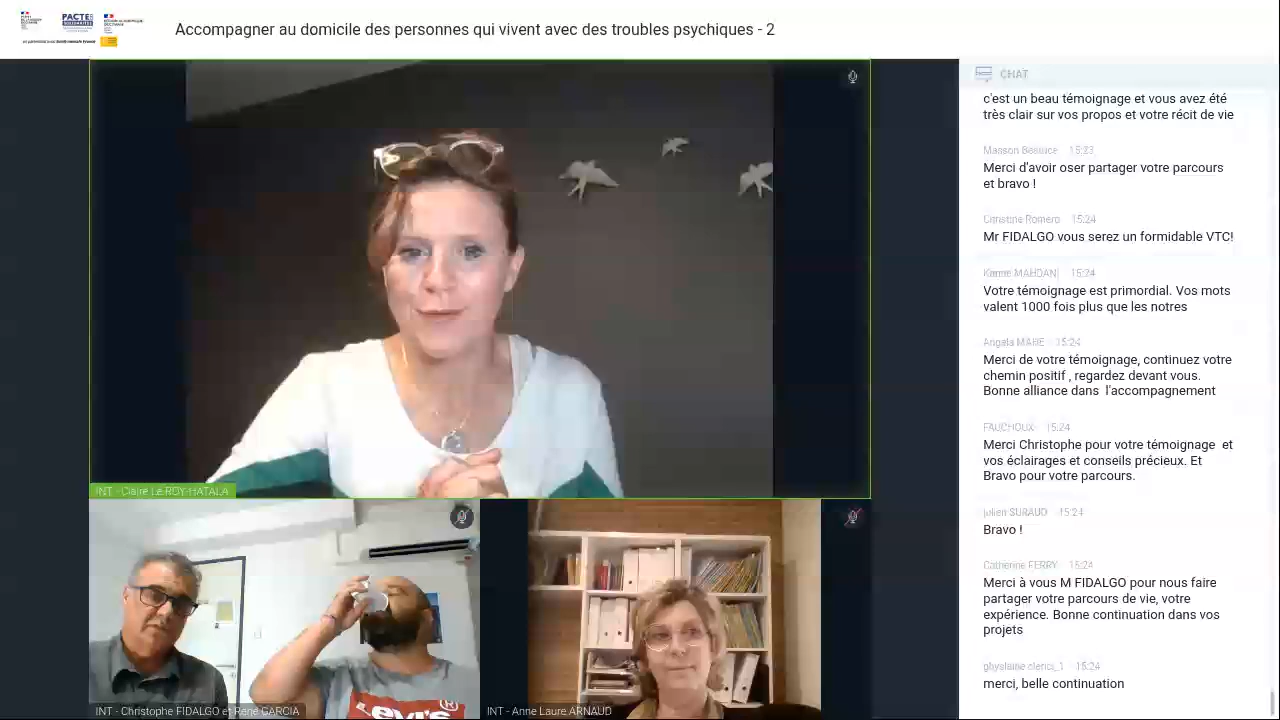 PACTE
SOLIDARITÉS
Accompagner au domicile des personnes qui vivent avec des troubles psychiques - 2
INT - Claire LE ROY-HATALA
INT - Christophe FIDALGO et René GARCIA
INT - Anne Laure ARNAUD
Levi's
CHAT
c'est un beau témoignage et vous avez été
très clair sur vos propos et votre récit de vie
15:23
Merci d'avoir oser partager votre parcours
et bravo !
Christine Romero 15:24
Mr FIDALGO vous serez un formidable VTC!
15:24
Votre témoignage est primordial. Vos mots
valent 1000 fois plus que les notres
Angela MAHE 15:24
Merci de votre témoignage, continuez votre
chemin positif , regardez devant vous.
Bonne alliance dans l'accompagnement
FAUCHOUX 15:24
Merci Christophe pour votre témoignage et
vos éclairages et conseils précieux. Et
Bravo pour votre parcours.
julien SURAUD 15:24
Bravo !
Catherine FERRY 15:24
Merci à vous M FIDALGO pour nous faire
partager votre parcours de vie, votre
expérience. Bonne continuation dans vos
projets
ghyslaine clerici_1 15:24
merci, belle continuation